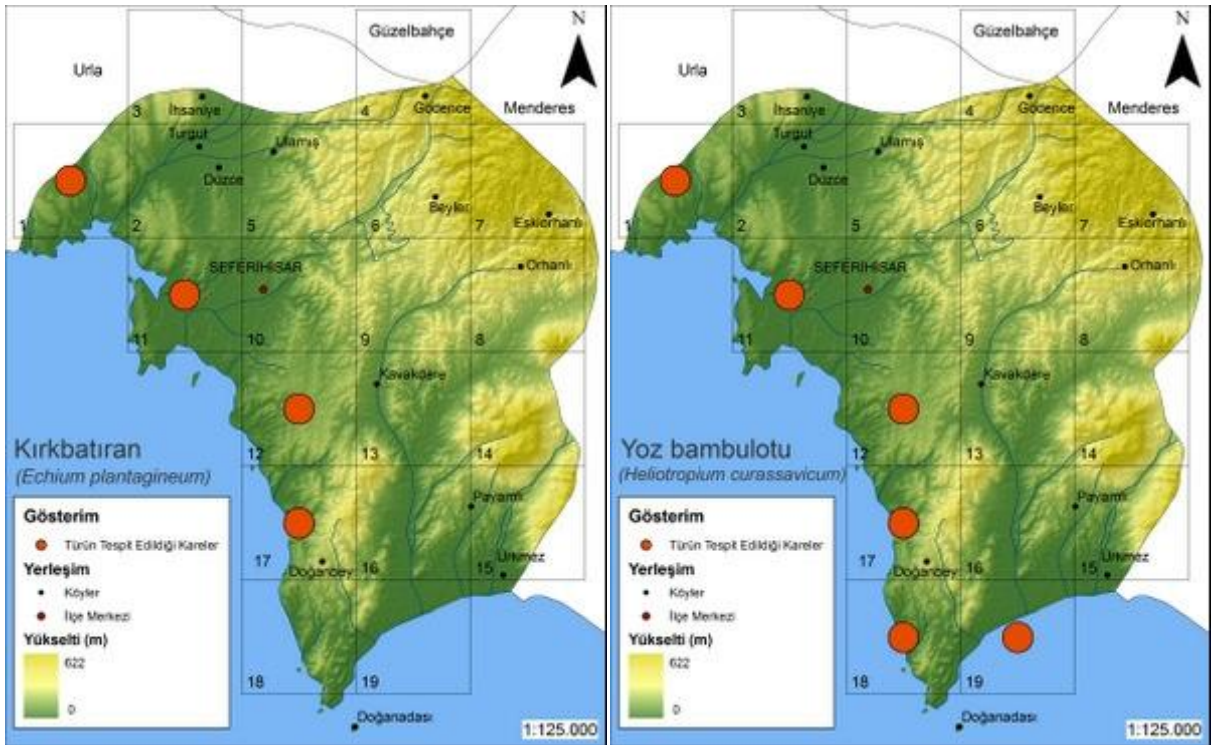 Güzelbahçe
N
Urla
Menderes
3
4
İhsaniye
Gödence
Turgut
Ulamış
Düzce
Beyler
Eskiorhanlı
1
2
5
6
7
SEFERİHİSAR
Orhanlı
11
10
9
8
Kavakdere
Kırkbatıran
(Echium plantagineum)
12
13
14
Payamlı
Gösterim
Türün Tespit Edildiği Kareler
Yerleşim
Köyler
İlçe Merkezi
Yükselti (m)
622
0
17
Doğanbey
16
15
Ürkmez
18
19
Doğanadası
1:125.000
Güzelbahçe
N
Urla
Menderes
3
4
İhsaniye
Gödence
Turgut
Ulamış
Düzce
Beyler
Eskiorhanlı
1
2
5
6
7
SEFERİHİSAR
Orhanlı
11
10
9
8
Kavakdere
Yoz bambulotu
(Heliotropium curassavicum)
12
13
14
Payamlı
Gösterim
Türün Tespit Edildiği Kareler
Yerleşim
Köyler
İlçe Merkezi
Yükselti (m)
622
0
17
Doğanbey
16
15
Ürkmez
18
19
Doğanadası
1:125.000